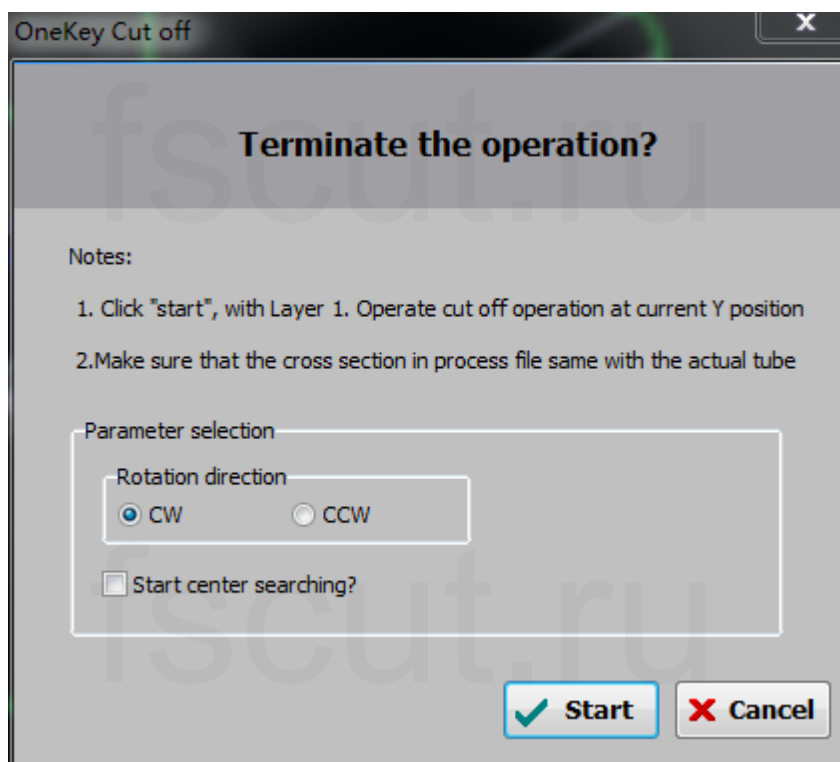 OneKey Cut off
x
Terminate the operation?
Notes:
1. Click "start", with Layer 1. Operate cut off operation at current Y position
2.Make sure that the cross section in process file same with the actual tube
Parameter selection
Rotation direction
CW CCW
Start center searching?
Start Cancel
fscut.ru
fscut.ru